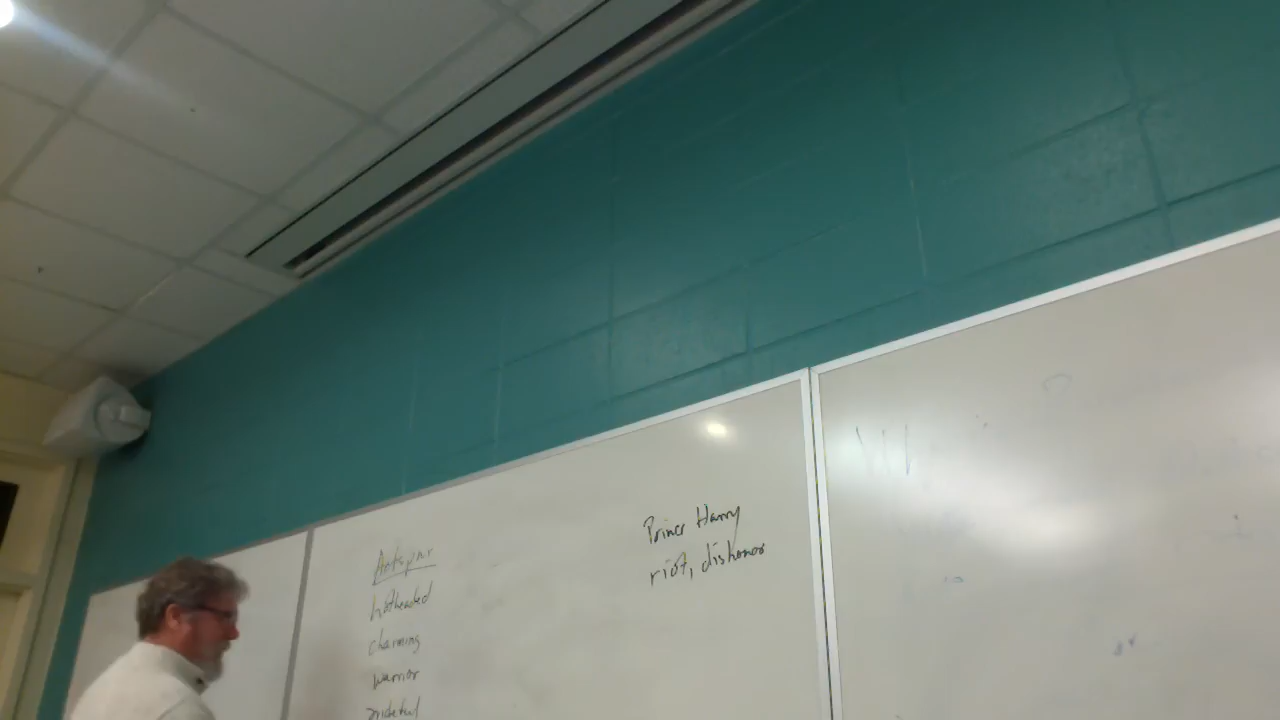 Hotspur
hotheaded
charming
warrior
Prince Harry
riot, dishonor